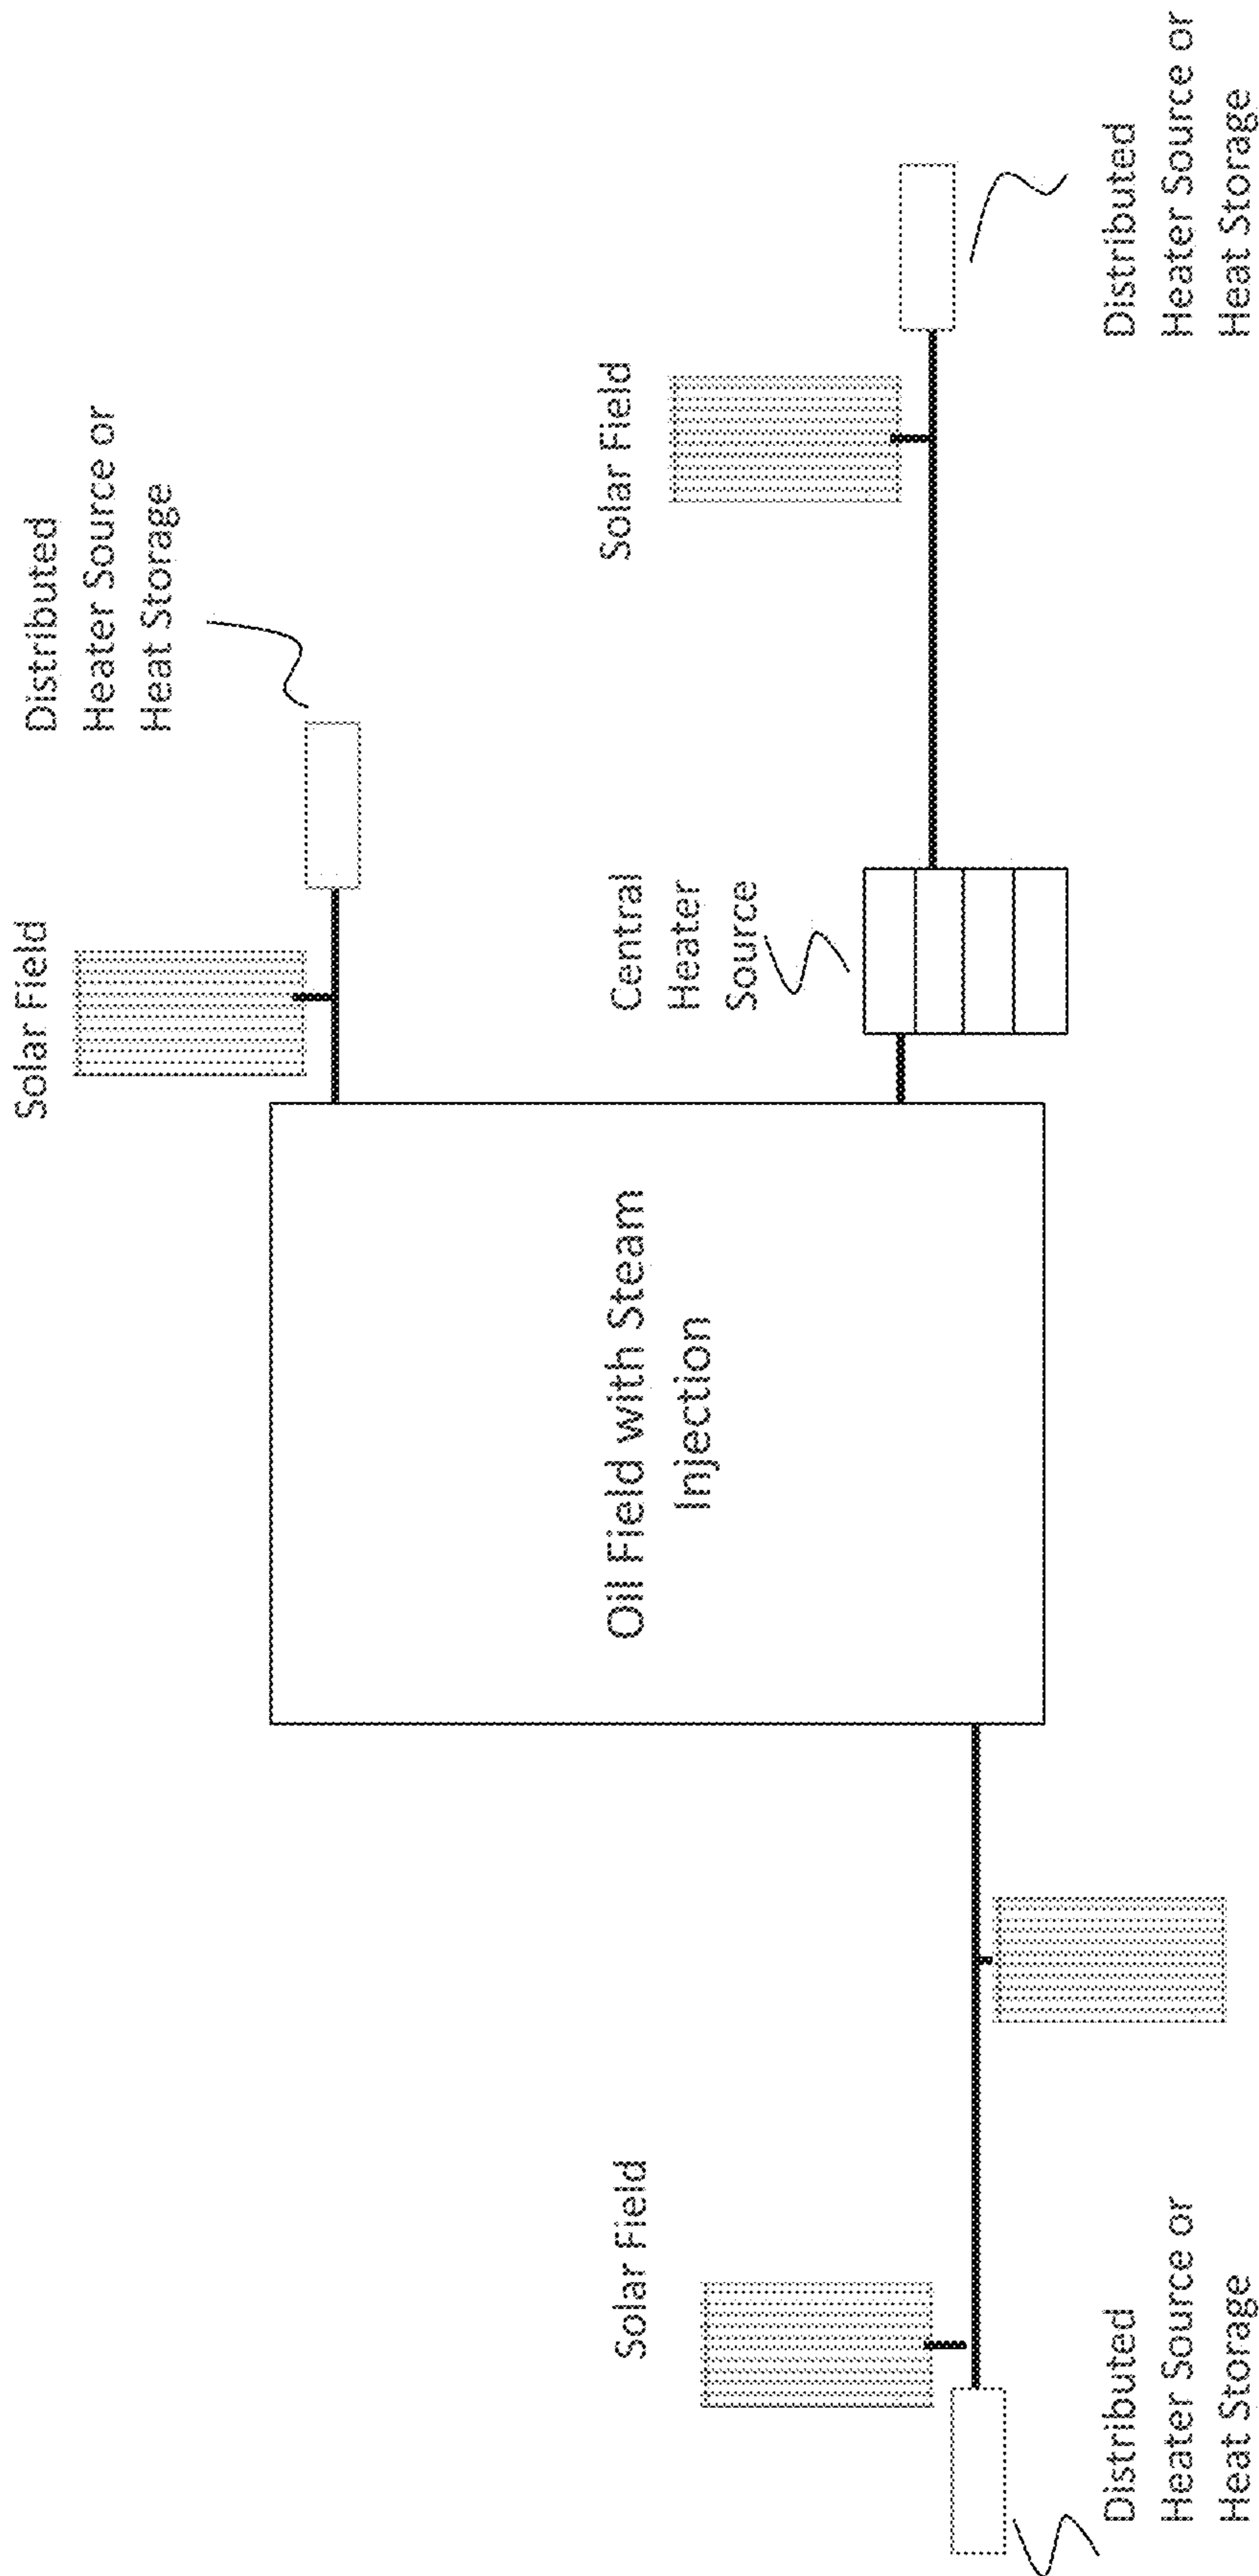 Solar Field
Distributed
Heater Source or
Heat Storage
Oil Field with Steam
Injection
Central
Heater
Source
Solar Field
Distributed
Heater Source or
Heat Storage
Solar Field
Distributed
Heater Source or
Heat Storage